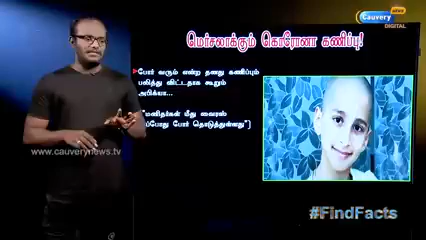 Cauvery
DIGITAL
மெர்சலாக்கும் கொரோனா கணிப்பு!
போர் வரும் என்ற தனது கணிப்பும்
பலித்து விட்டதாக கூறும்
அபிக்யா...
"மனிதர்கள் மீது வைரஸ்
இப்போது போர் தொடுத்துள்ளது"
www.cauverynews.tv
#FindFacts